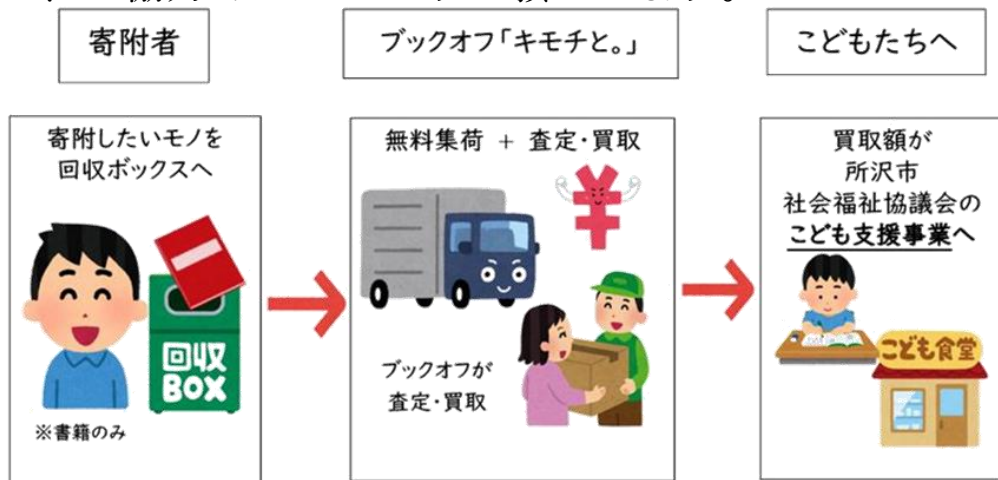 寄附者
ブックオフ「キモチと。」
こどもたちへ
寄附したいモノを
回収ボックスへ
回収
BOX
※書籍のみ
無料集荷 + 査定・買取
ブックオフが
査定・買取
買取額が
所沢市
社会福祉協議会の
こども支援事業へ
こども食堂